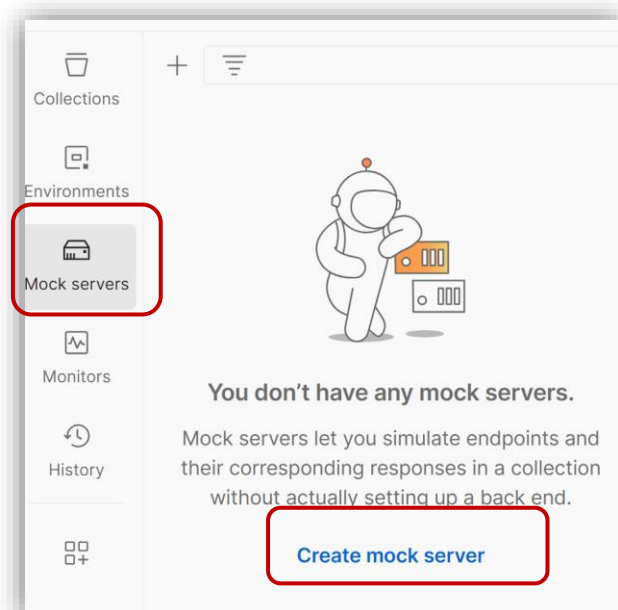 Collections
Environments
Mock servers
Monitors
History
You don't have any mock servers.
Mock servers let you simulate endpoints and
their corresponding responses in a collection
without actually setting up a back end.
Create mock server